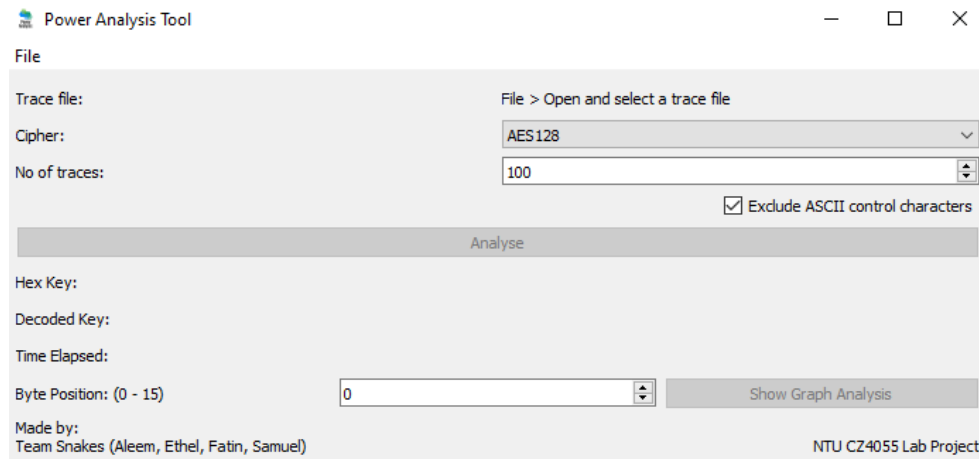 Power Analysis Tool
File
Trace file: File > Open and select a trace file
Cipher: AES128
No of traces: 100
Exclude ASCII control characters
Analyse
Hex Key:
Decoded Key:
Time Elapsed:
Byte Position: (0 - 15) 0 Show Graph Analysis
Made by:
Team Snakes (Aleem, Ethel, Fatin, Samuel) NTU CZ4055 Lab Project